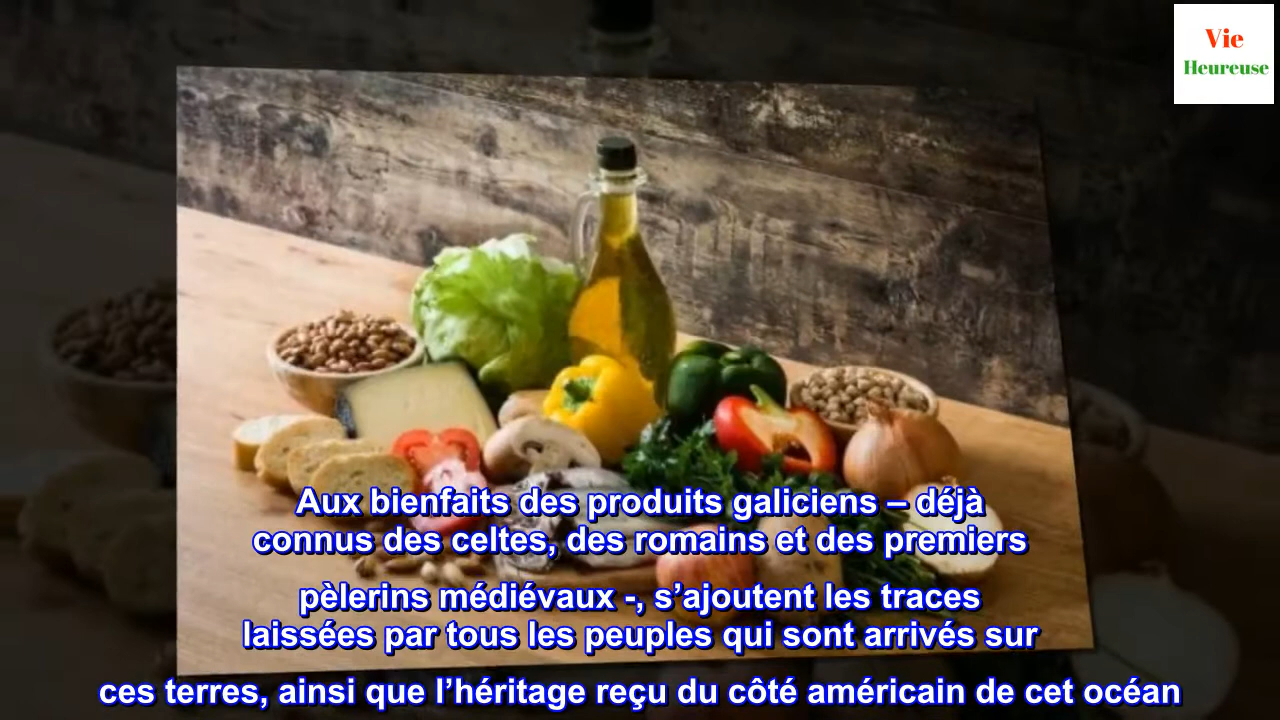 Vie
Heureuse
Aux bienfaits des produits galiciens – déjà
connus des celtes, des romains et des premiers
pèlerins médiévaux -, s’ajoutent les traces
laissées par tous les peuples qui sont arrivés sur
ces terres, ainsi que l’héritage reçu du côté américain de cet océan